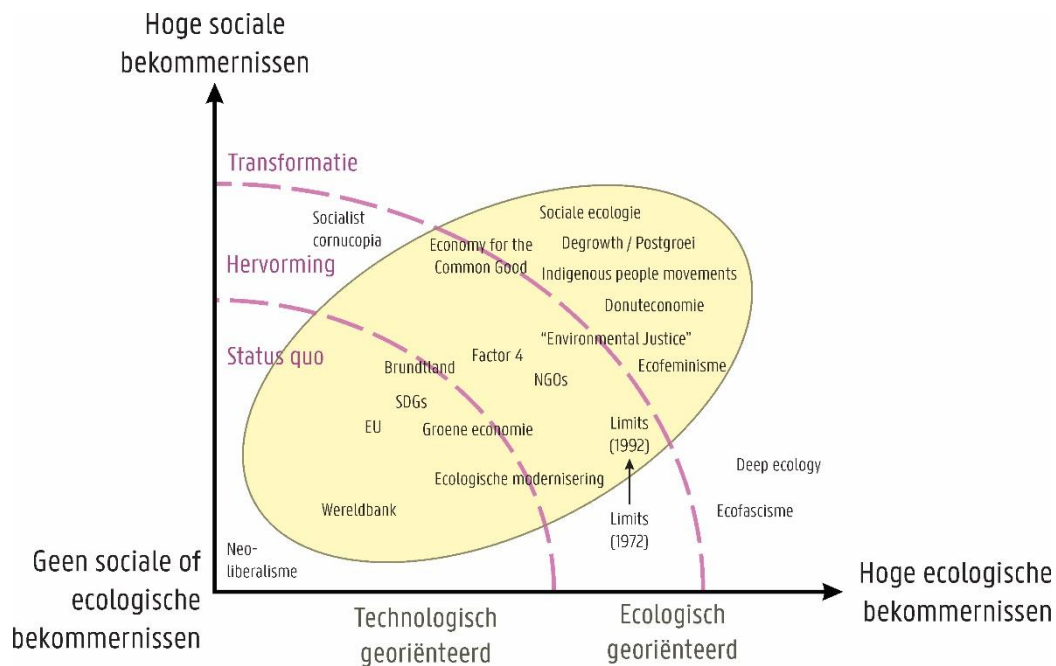 Hoge sociale
bekommernissen
Transformatie
Socialist
cornucopia
Sociale ecologie
Economy for the
Common Good
Degrowth / Postgroei
Hervorming
Indigenous people movements
Donuteconomie
“Environmental Justice”
Status quo
Factor 4
Brundtland
Ecofeminisme
NGOs
SDGs
EU
Groene economie
Limits
(1992)
Deep ecology
Ecologische modernisering
Wereldbank
Limits
(1972)
Ecofascisme
Neo-
liberalisme
Geen sociale of
ecologische
bekommernissen
Technologisch
georiënteerd
Ecologisch
georiënteerd
Hoge ecologische
bekommernissen